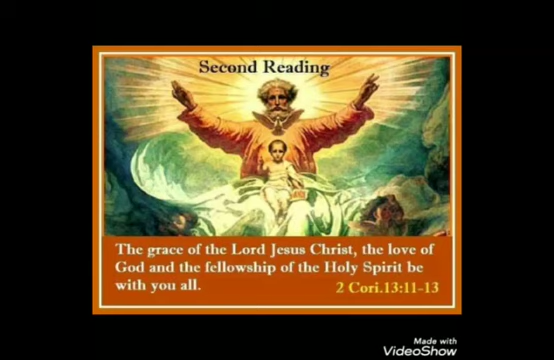 Second Reading
The grace of the Lord Jesus Christ, the love of
God and the fellowship of the Holy Spirit be
with you all.
2 Cori.13:11-13
Made with
VideoShow